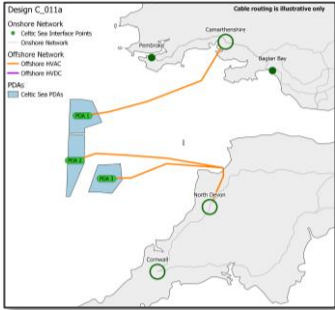 Design C_011a
Cable routing is illustrative only
Onshore Network
Celtic Sea Interface Points
Onshore Network
Offshore Network
Offshore HVAC
Offshore HVDC
PDAs
Celtic Sea PDAs
Pembroke
Camarthenshire
Baglan Bay
PDA 1
PDA 2
PDA 3
North Devon
Cornwall